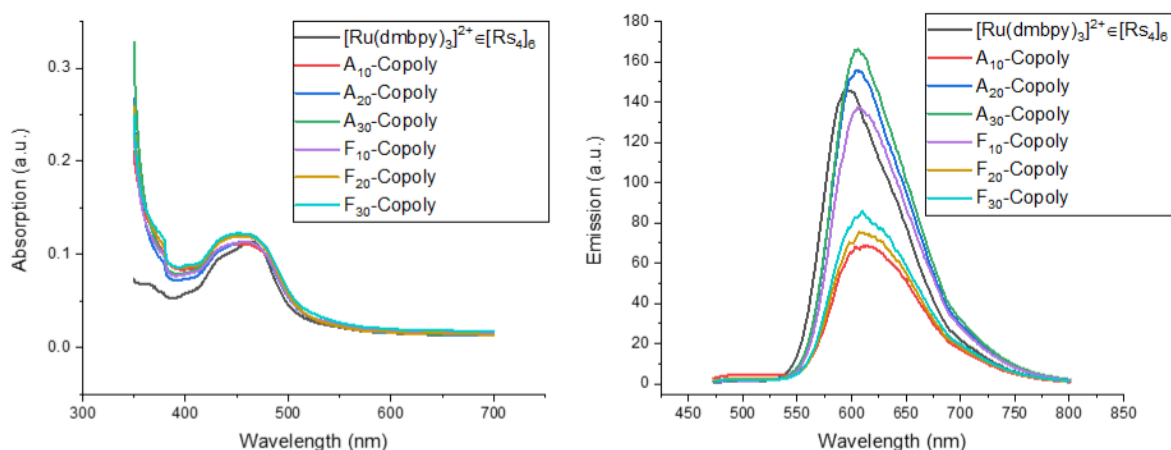 0.3
0.2
0.1
0.0
Absorption (a.u.)
300
400
500
600
700
Wavelength (nm)
[Ru(dmbpy)₃]²⁺∈[Rs₄]₆
A₁₀-Copoly
A₂₀-Copoly
A₃₀-Copoly
F₁₀-Copoly
F₂₀-Copoly
F₃₀-Copoly
180
160
140
120
100
80
60
40
20
0
Emission (a.u.)
450
500
550
600
650
700
750
800
850
Wavelength (nm)
[Ru(dmbpy)₃]²⁺∈[Rs₄]₆
A₁₀-Copoly
A₂₀-Copoly
A₃₀-Copoly
F₁₀-Copoly
F₂₀-Copoly
F₃₀-Copoly